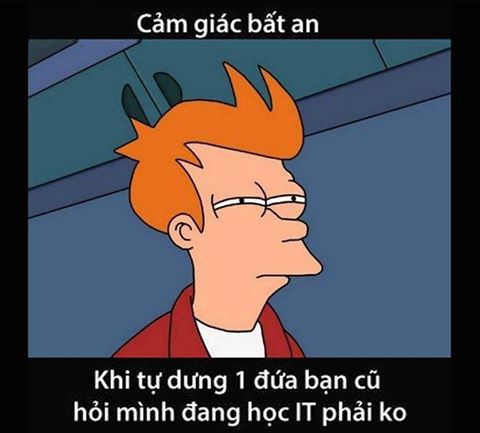 Cảm giác bất an
Khi tự dưng 1 đứa bạn cũ
hỏi mình đang học IT phải ko